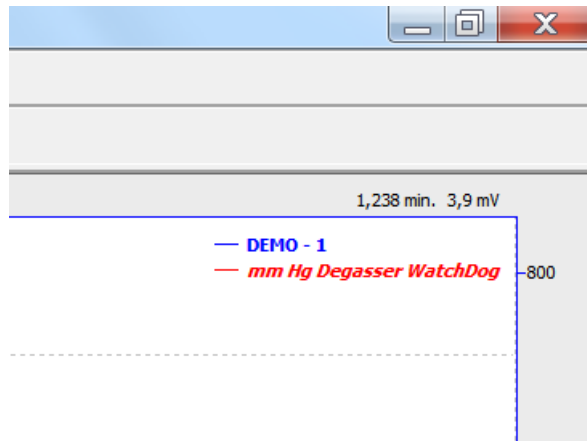 1,238 min. 3,9 mV
DEMO - 1
mm Hg Degasser WatchDog
800